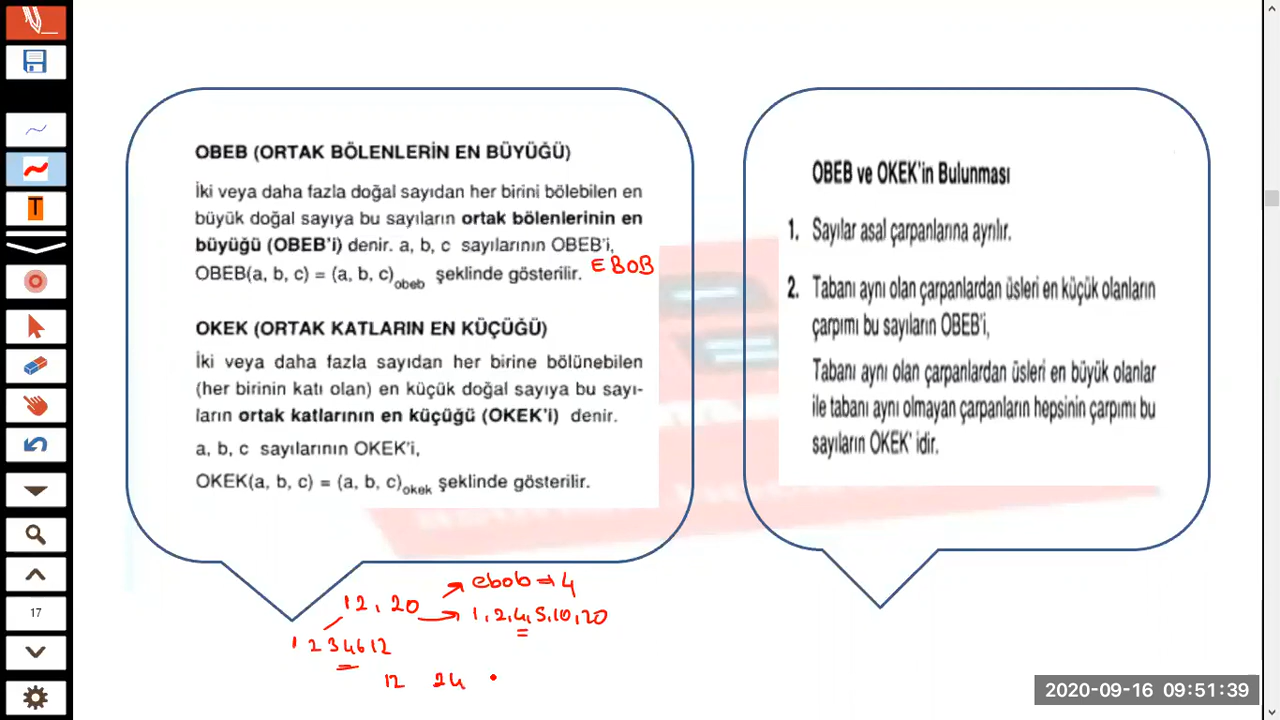 OBEB (ORTAK BÖLENLERİN EN BÜYÜĞÜ)
İki veya daha fazla doğal sayıdan her birini bölebilen en
büyük doğal sayıya bu sayıların ortak bölenlerinin en
büyüğü (OBEB'i) denir. a, b, c sayılarının OBEB'i,
OBEB(a, b, c) = (a, b, c)obeb şeklinde gösterilir.
EBOB
OKEK (ORTAK KATLARIN EN KÜÇÜĞÜ)
İki veya daha fazla sayıdan her birine bölünebilen
(her birinin katı olan) en küçük doğal sayıya bu sayı-
ların ortak katlarının en küçüğü (OKEK'i) denir.
a, b, c sayılarının OKEK'i,
OKEK(a, b, c) = (a, b, c)okek şeklinde gösterilir.
OBEB ve OKEK'in Bulunması
1. Sayılar asal çarpanlarına ayrılır.
2. Tabanı aynı olan çarpanlardan üsleri en küçük olanların
çarpımı bu sayıların OBEB'i,
Tabanı aynı olan çarpanlardan üsleri en büyük olanlar
ile tabanı aynı olmayan çarpanların hepsinin çarpımı bu
sayıların OKEK' idir.
ebob → 4
12, 20
1, 2, 4, 5, 10, 20
1 2 3 4 6 12
12 24
T
17
2020-09-16 09:51:39